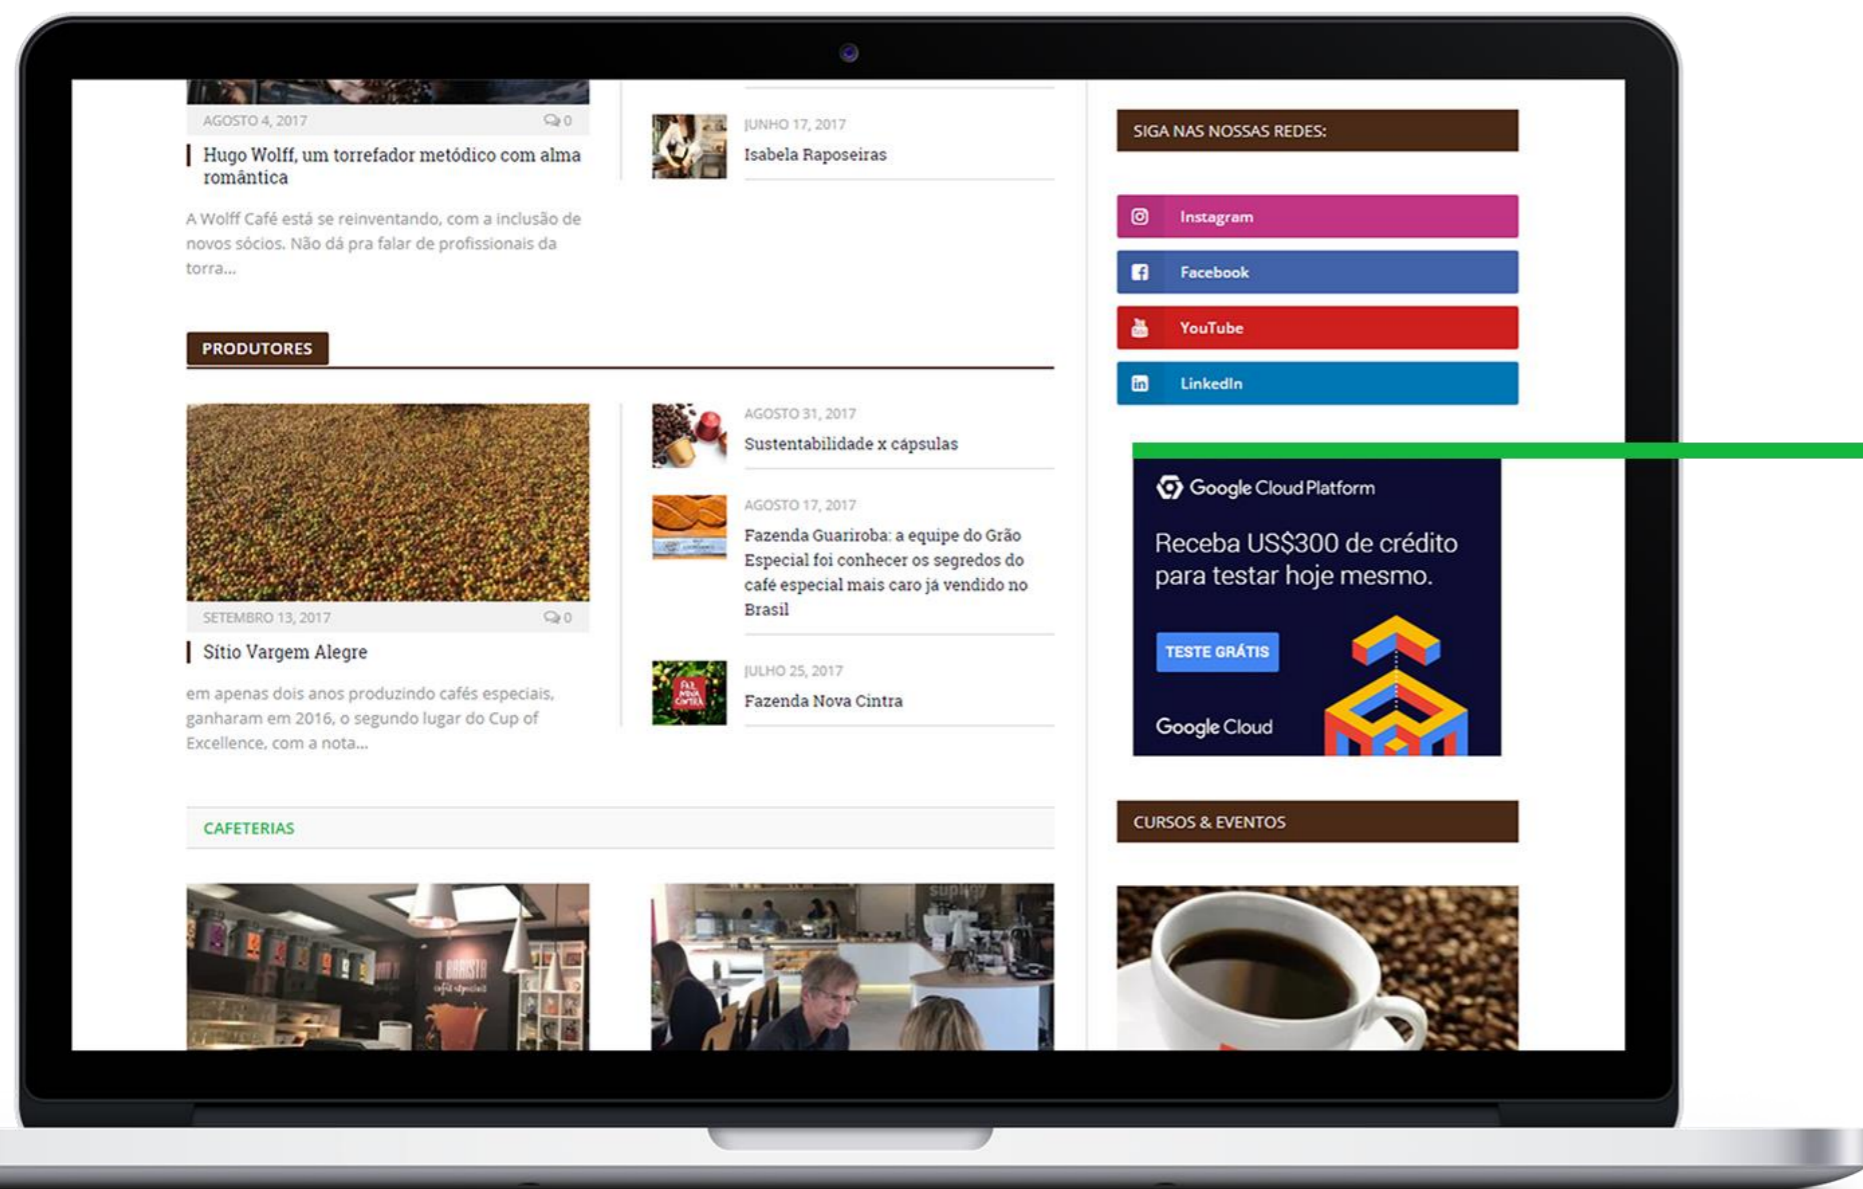 AGOSTO 4, 2017
0
Hugo Wolff, um torrefador metódico com alma
romântica
A Wolff Café está se reinventando, com a inclusão de
novos sócios. Não dá pra falar de profissionais da
torra...
JUNHO 17, 2017
Isabela Raposeiras
PRODUTORES
SETEMBRO 13, 2017
0
Sítio Vargem Alegre
em apenas dois anos produzindo cafés especiais,
ganharam em 2016, o segundo lugar do Cup of
Excellence, com a nota...
AGOSTO 31, 2017
Sustentabilidade x cápsulas
AGOSTO 17, 2017
Fazenda Guariroba: a equipe do Grão
Especial foi conhecer os segredos do
café especial mais caro já vendido no
Brasil
FAZ
NOVA
CINTRA
JULHO 25, 2017
Fazenda Nova Cintra
CAFETERIAS
IL BARISTA
cafés especiais
SIGA NAS NOSSAS REDES:
Instagram
Facebook
YouTube
LinkedIn
Google Cloud Platform
Receba US$300 de crédito
para testar hoje mesmo.
TESTE GRÁTIS
Google Cloud
CURSOS & EVENTOS